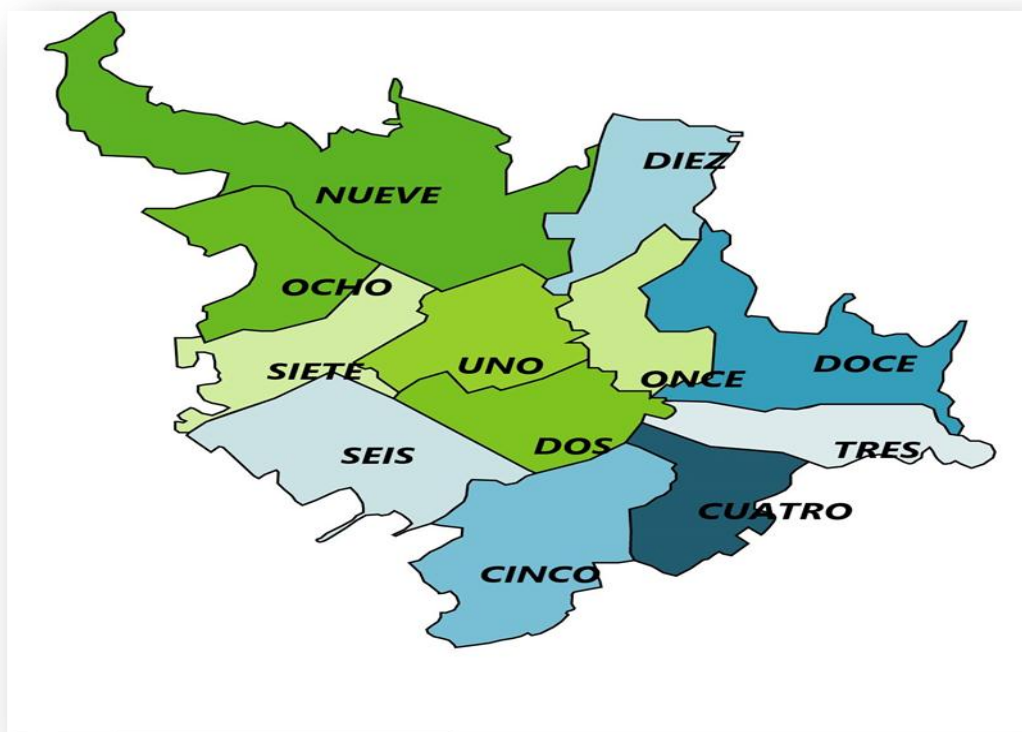 DIEZ
NUEVE
OCHO
SIETE
UNO
ONCE
DOCE
SEIS
DOS
TRES
CUATRO
CINCO